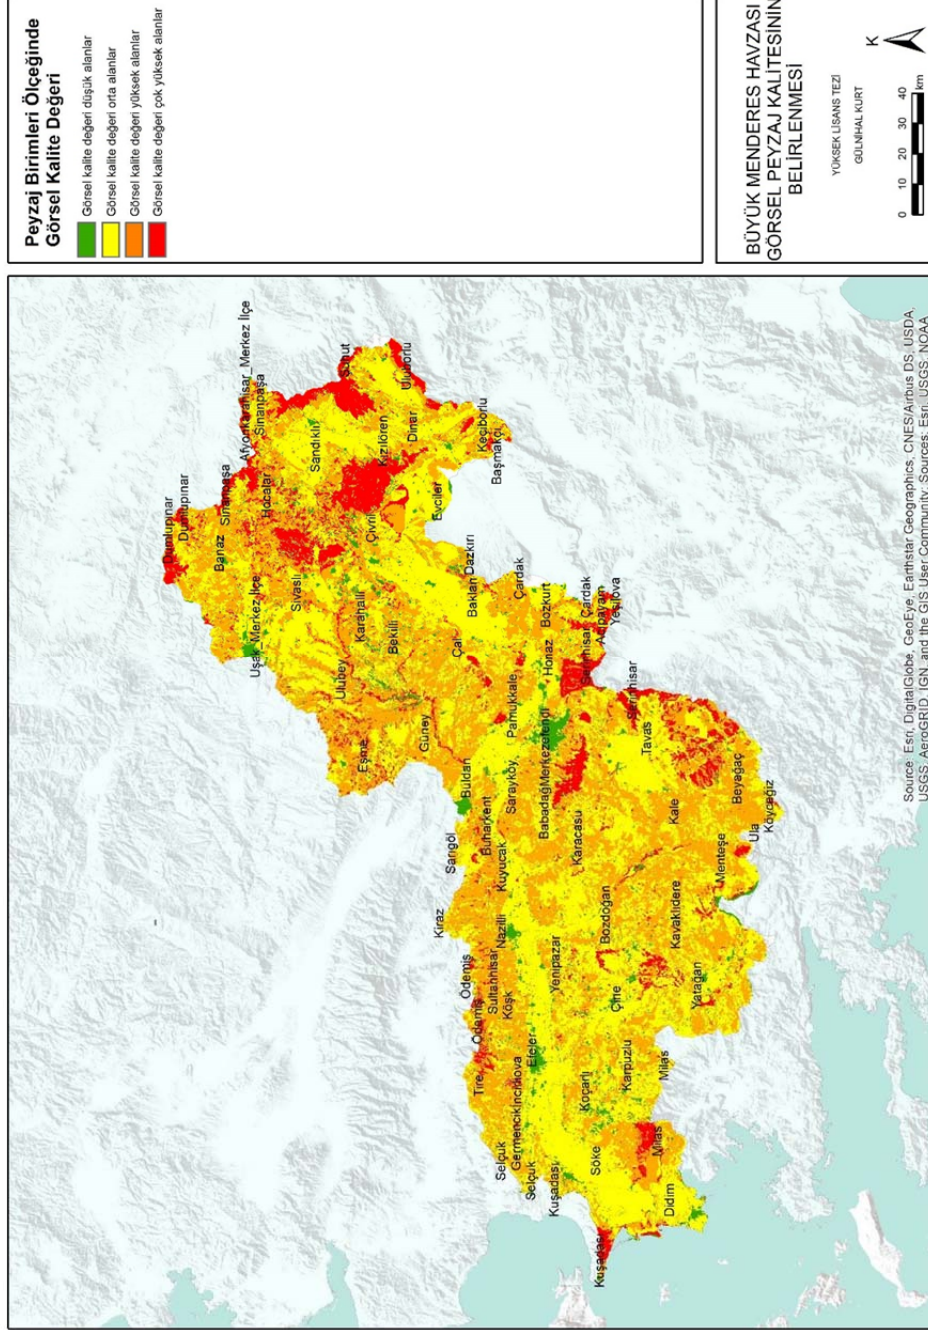 Peyzaj Birimleri Ölçeğinde
Görsel Kalite Değeri
Görsel kalite değeri düşük alanlar
Görsel kalite değeri orta alanlar
Görsel kalite değeri yüksek alanlar
Görsel kalite değeri çok yüksek alanlar
BÜYÜK MENDERES HAVZASI
GÖRSEL PEYZAJ KALİTESİNİN
BELİRLENMESİ
YÜKSEK LİSANS TEZİ
GÜLNİHAL KURT
K
0 10 20 30 40
km
Dumlupınar
Dumlupınar
Afyonkarahisar_Merkez İlçe
Sinanpaşa
Sinanpaşa
Banaz
Hocalar
Sandıklı
Şuhut
Uluborlu
Uşak_Merkez İlçe
Sivaslı
Kızılören
Dinar
Karahallı
Çivril
Keçiborlu
Başmakçı
Ulubey
Bekilli
Evciler
Eşme
Güney
Çal
Baklan
Dazkırı
Çardak
Buldan
Pamukkale
Honaz
Bozkurt
Çardak
Sarıgöl
Buharkent
Sarayköy
Babadağ
Merkezefendi
Serinhisar
Acıpayam
Yeşilova
Kiraz
Kuyucak
Karacasu
Serinhisar
Tavas
Ödemiş
Ödemiş
Nazilli
Sultanhisar
Köşk
Yenipazar
Bozdoğan
Kale
Beyağaç
Tire
Efeler
Çine
Kavaklıdere
Menteşe
Ula
Köyceğiz
Selçuk
Germencik
İncirliova
Koçarlı
Karpuzlu
Yatağan
Selçuk
Kuşadası
Söke
Milas
Milas
Didim
Kuşadası
Source: Esri, DigitalGlobe, GeoEye, Earthstar Geographics, CNES/Airbus DS, USDA,
USGS, AeroGRID, IGN, and the GIS User Community, Sources: Esri, USGS, NOAA